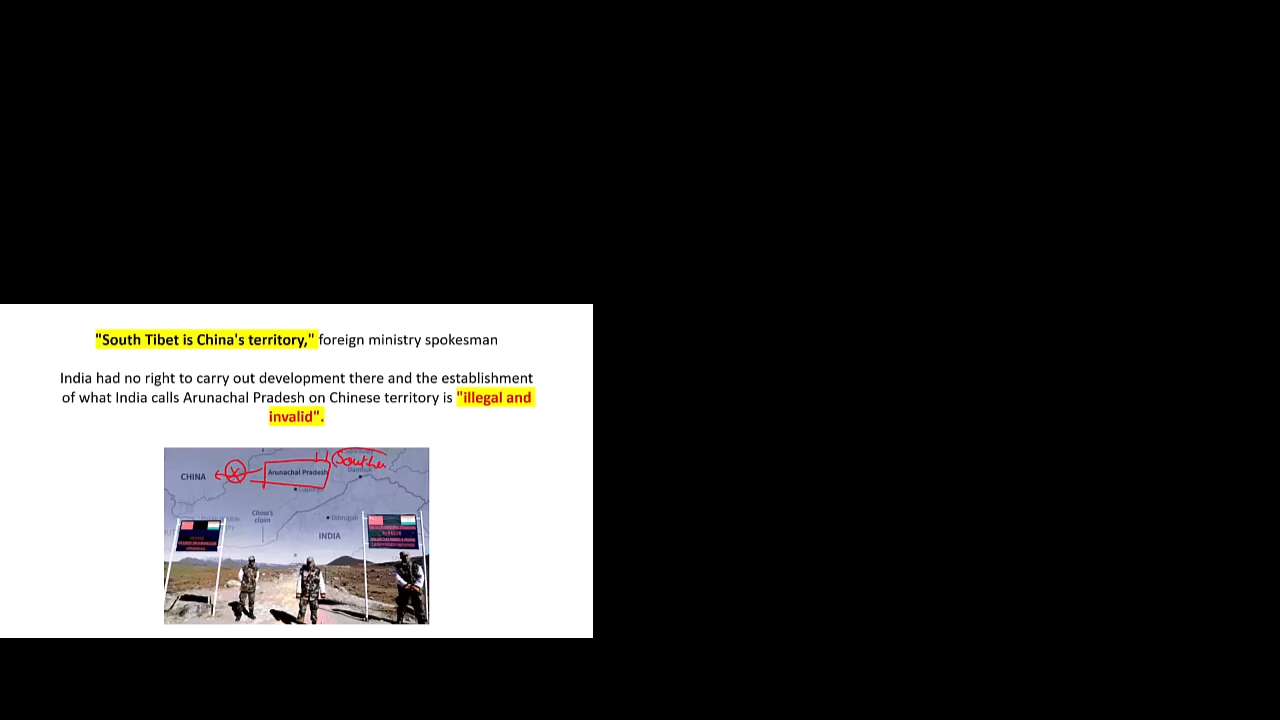 "South Tibet is China's territory," foreign ministry spokesman
India had no right to carry out development there and the establishment
of what India calls Arunachal Pradesh on Chinese territory is "illegal and
invalid".
Southe
CHINA
Arunachal Pradesh
China's
claim
Dibrugah
INDIA